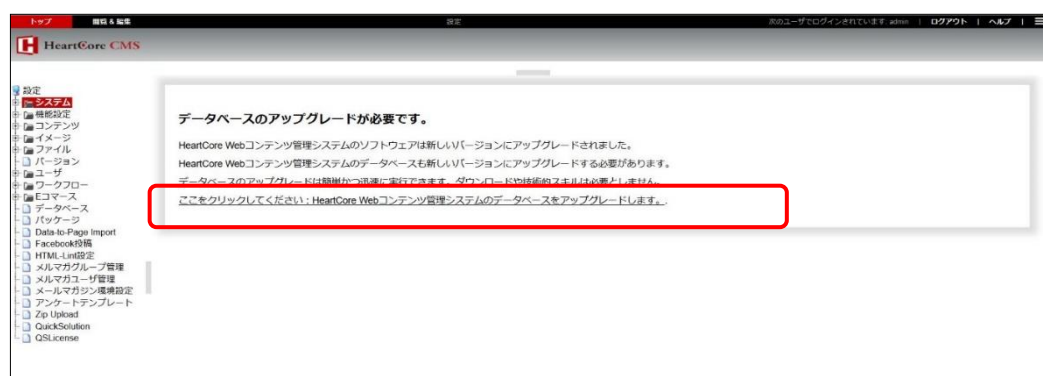 トップ 閲覧 & 編集 設定 次のユーザでログインされています: admin | ログアウト | ヘルプ |
HeartCore CMS
設定
システム
機能設定
コンテンツ
イメージ
ファイル
バージョン
ユーザ
ワークフロー
Eコマース
データベース
パッケージ
Data-to-Page Import
Facebook投稿
HTML-Lint設定
メルマガグループ管理
メルマガユーザ管理
メールマガジン環境設定
アンケートテンプレート
Zip Upload
QuickSolution
QSLicense
データベースのアップグレードが必要です。
HeartCore Webコンテンツ管理システムのソフトウェアは新しいバージョンにアップグレードされました。
HeartCore Webコンテンツ管理システムのデータベースも新しいバージョンにアップグレードする必要があります。
データベースのアップグレードは簡単かつ迅速に実行できます。ダウンロードや技術的スキルは必要としません。
ここをクリックしてください : HeartCore Webコンテンツ管理システムのデータベースをアップグレードします。.